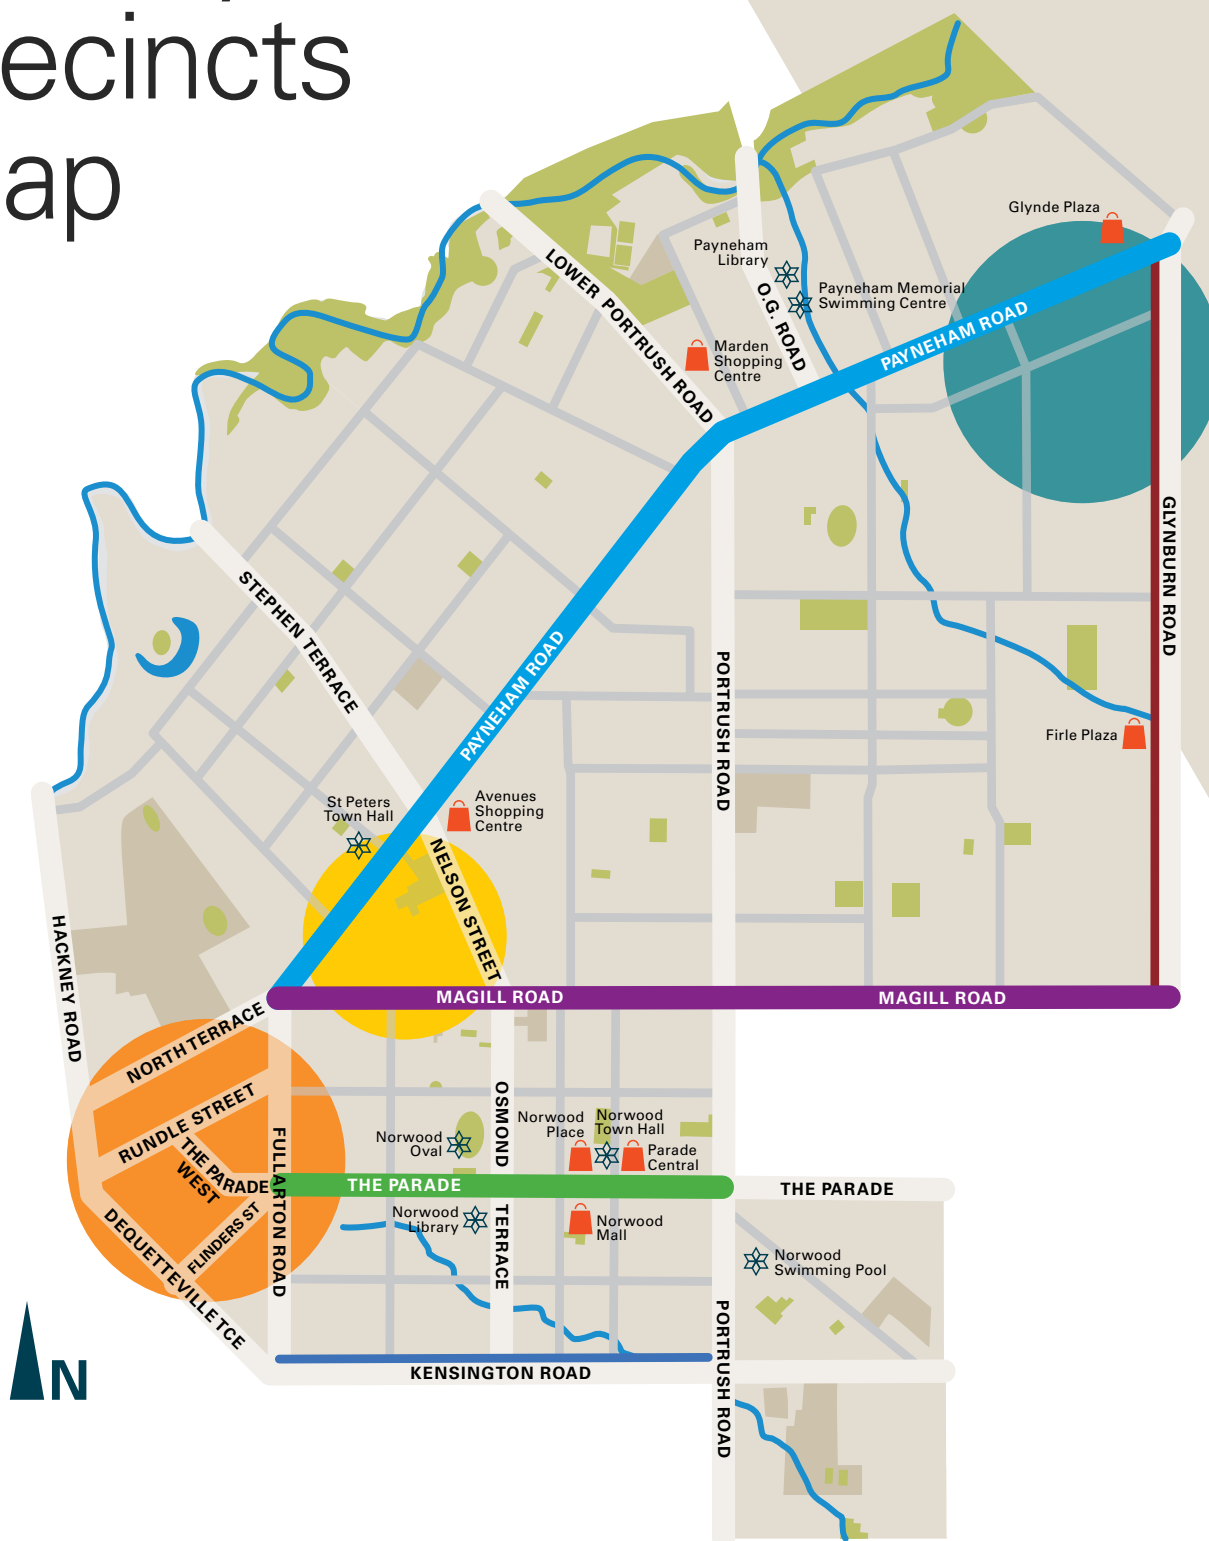 ecincts
ap
Glynde Plaza
Payneham
Library
Payneham Memorial
Swimming Centre
LOWER PORTRUSH ROAD
O.G. ROAD
PAYNEHAM ROAD
Marden
Shopping
Centre
GLYNBURN ROAD
STEPHEN TERRACE
PAYNEHAM ROAD
PORTRUSH ROAD
Firle Plaza
St Peters
Town Hall
Avenues
Shopping
Centre
NELSON STREET
HACKNEY ROAD
MAGILL ROAD
MAGILL ROAD
NORTH TERRACE
RUNDLE STREET
THE PARADE
WEST
PARADE
FULLARTON ROAD
OSMOND
TERRACE
Norwood
Place
Norwood
Town Hall
Norwood
Oval
Parade
Central
THE PARADE
THE PARADE
FLINDERS ST
DEQUETTEVILLE TCE
Norwood
Library
Norwood
Mall
Norwood
Swimming Pool
PORTRUSH ROAD
KENSINGTON ROAD
N